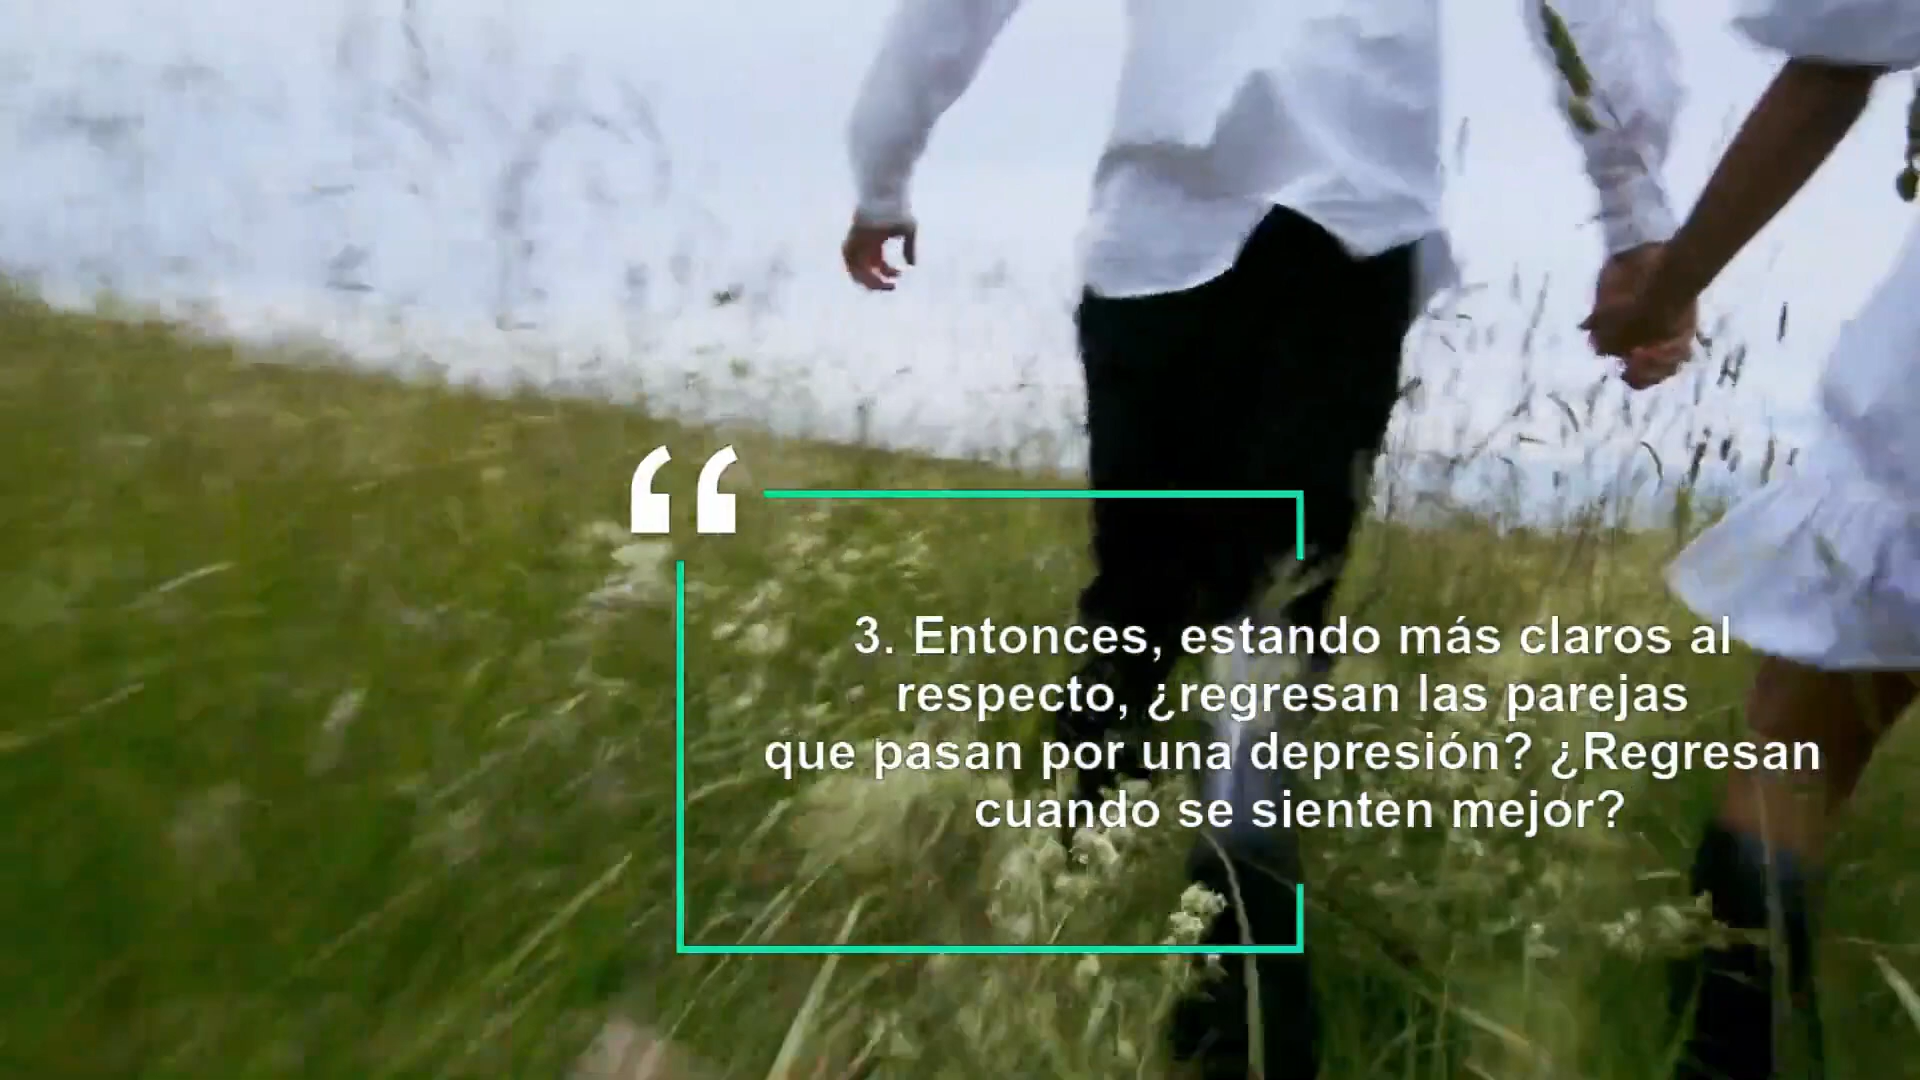 “
3. Entonces, estando más claros al
respecto, ¿regresan las parejas
que pasan por una depresión? ¿Regresan
cuando se sienten mejor?